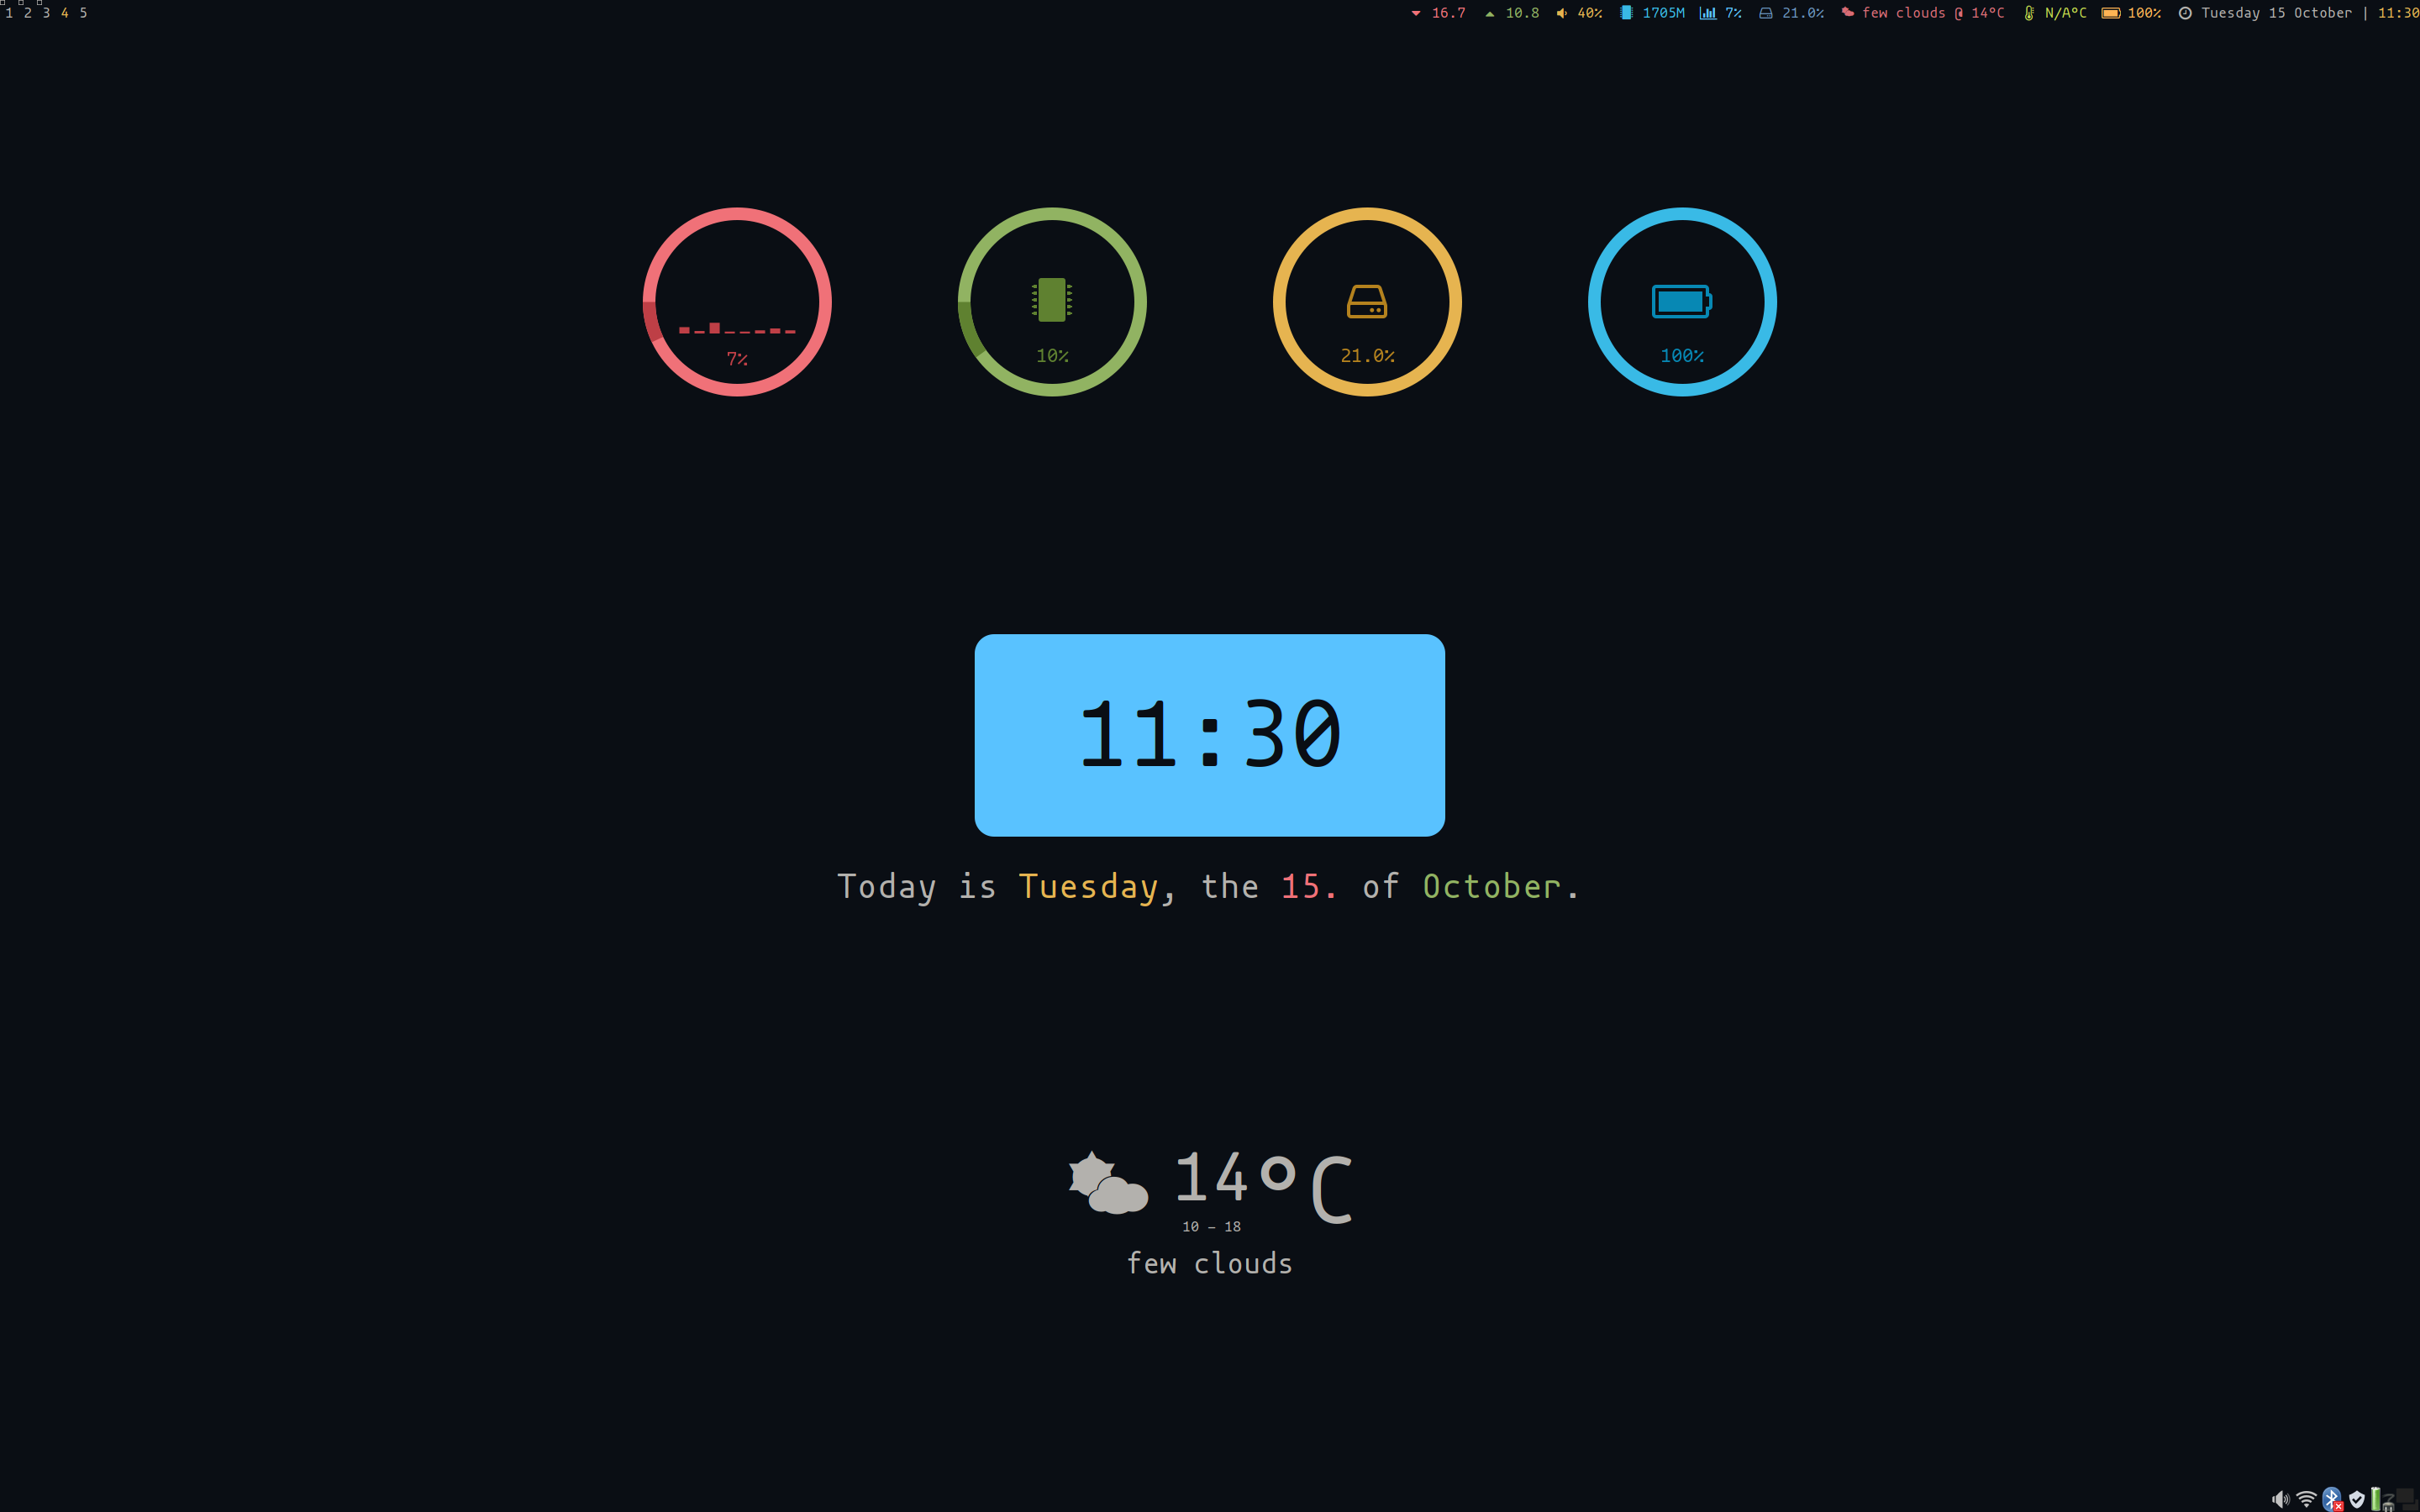 1 2 3 4 5
16.7 10.8 40% 1705M 7% 21.0% few clouds 14°C N/A°C 100% Tuesday 15 October | 11:30
7% 10% 21.0% 100%
11:30
Today is Tuesday, the 15. of October.
14°C
10 – 18
few clouds